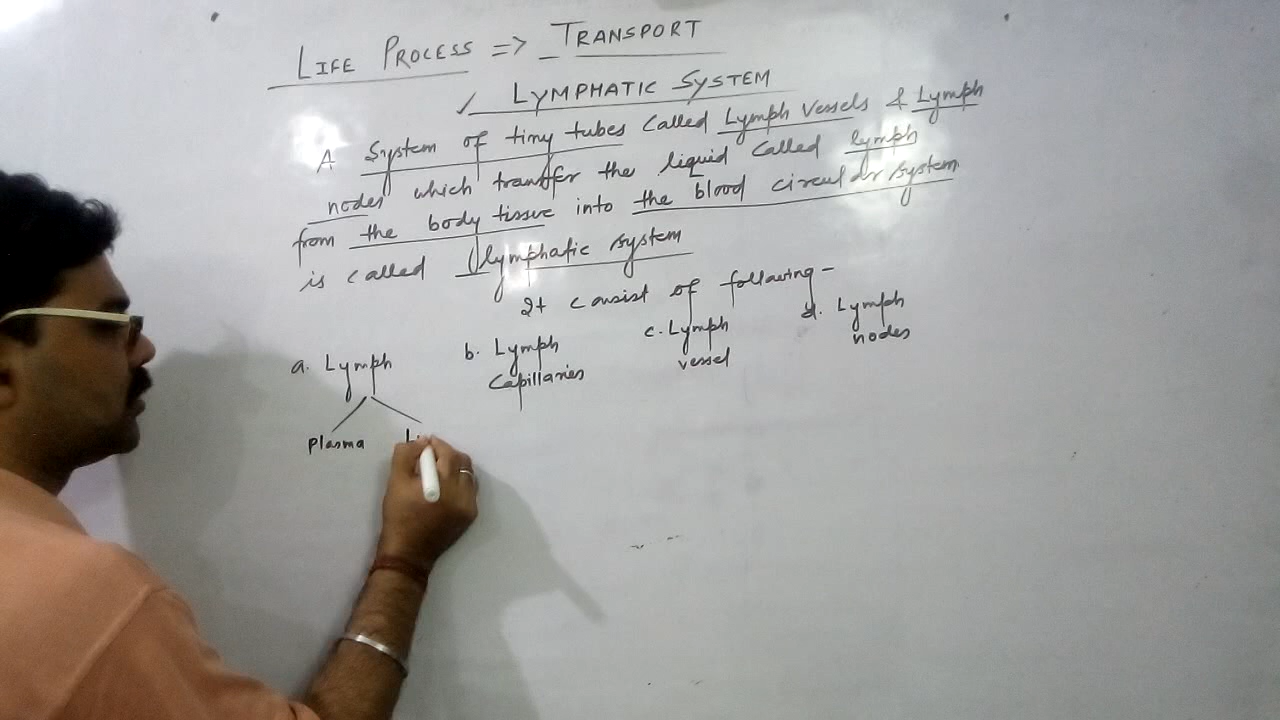 LIFE PROCESS => TRANSPORT
✓ LYMPHATIC SYSTEM
A System of tiny tubes called Lymph Vessels & Lymph
nodes which transfer the liquid called lymph
from the body tissue into the blood circular system
is called lymphatic system
It consist of following -
a. Lymph b. Lymph Capillaries c. Lymph vessel d. Lymph nodes
Plasma